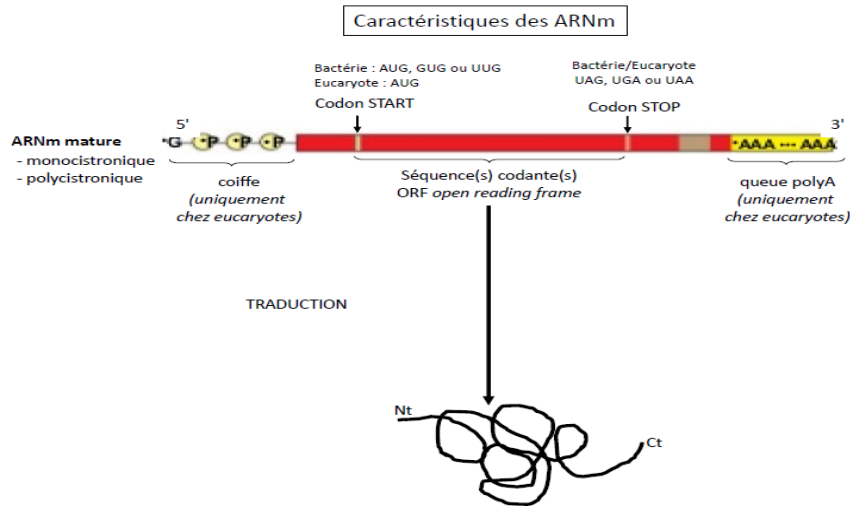 Caractéristiques des ARNm
Bactérie : AUG, GUG ou UUG
Eucaryote : AUG
Codon START
Bactérie/Eucaryote
UAG, UGA ou UAA
Codon STOP
5'
3'
ARNm mature
- monocistronique
- polycistronique
*G *P *P *P
*AAA ••• AAA
coiffe
(uniquement
chez eucaryotes)
Séquence(s) codante(s)
ORF open reading frame
queue polyA
(uniquement
chez eucaryotes)
TRADUCTION
Nt
Ct